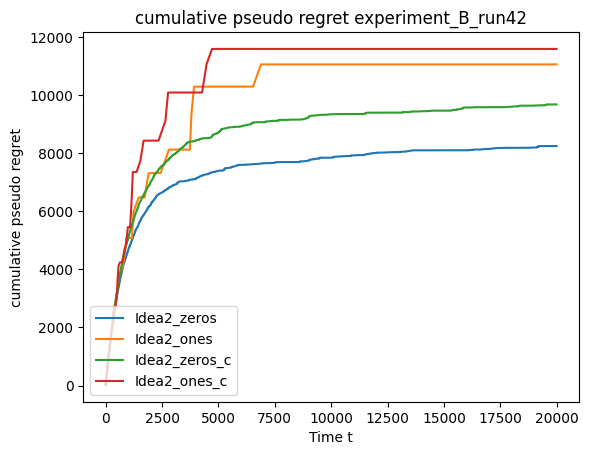 cumulative pseudo regret experiment_B_run42
12000
10000
8000
6000
4000
2000
0
cumulative pseudo regret
Idea2_zeros
Idea2_ones
Idea2_zeros_c
Idea2_ones_c
0 2500 5000 7500 10000 12500 15000 17500 20000
Time t